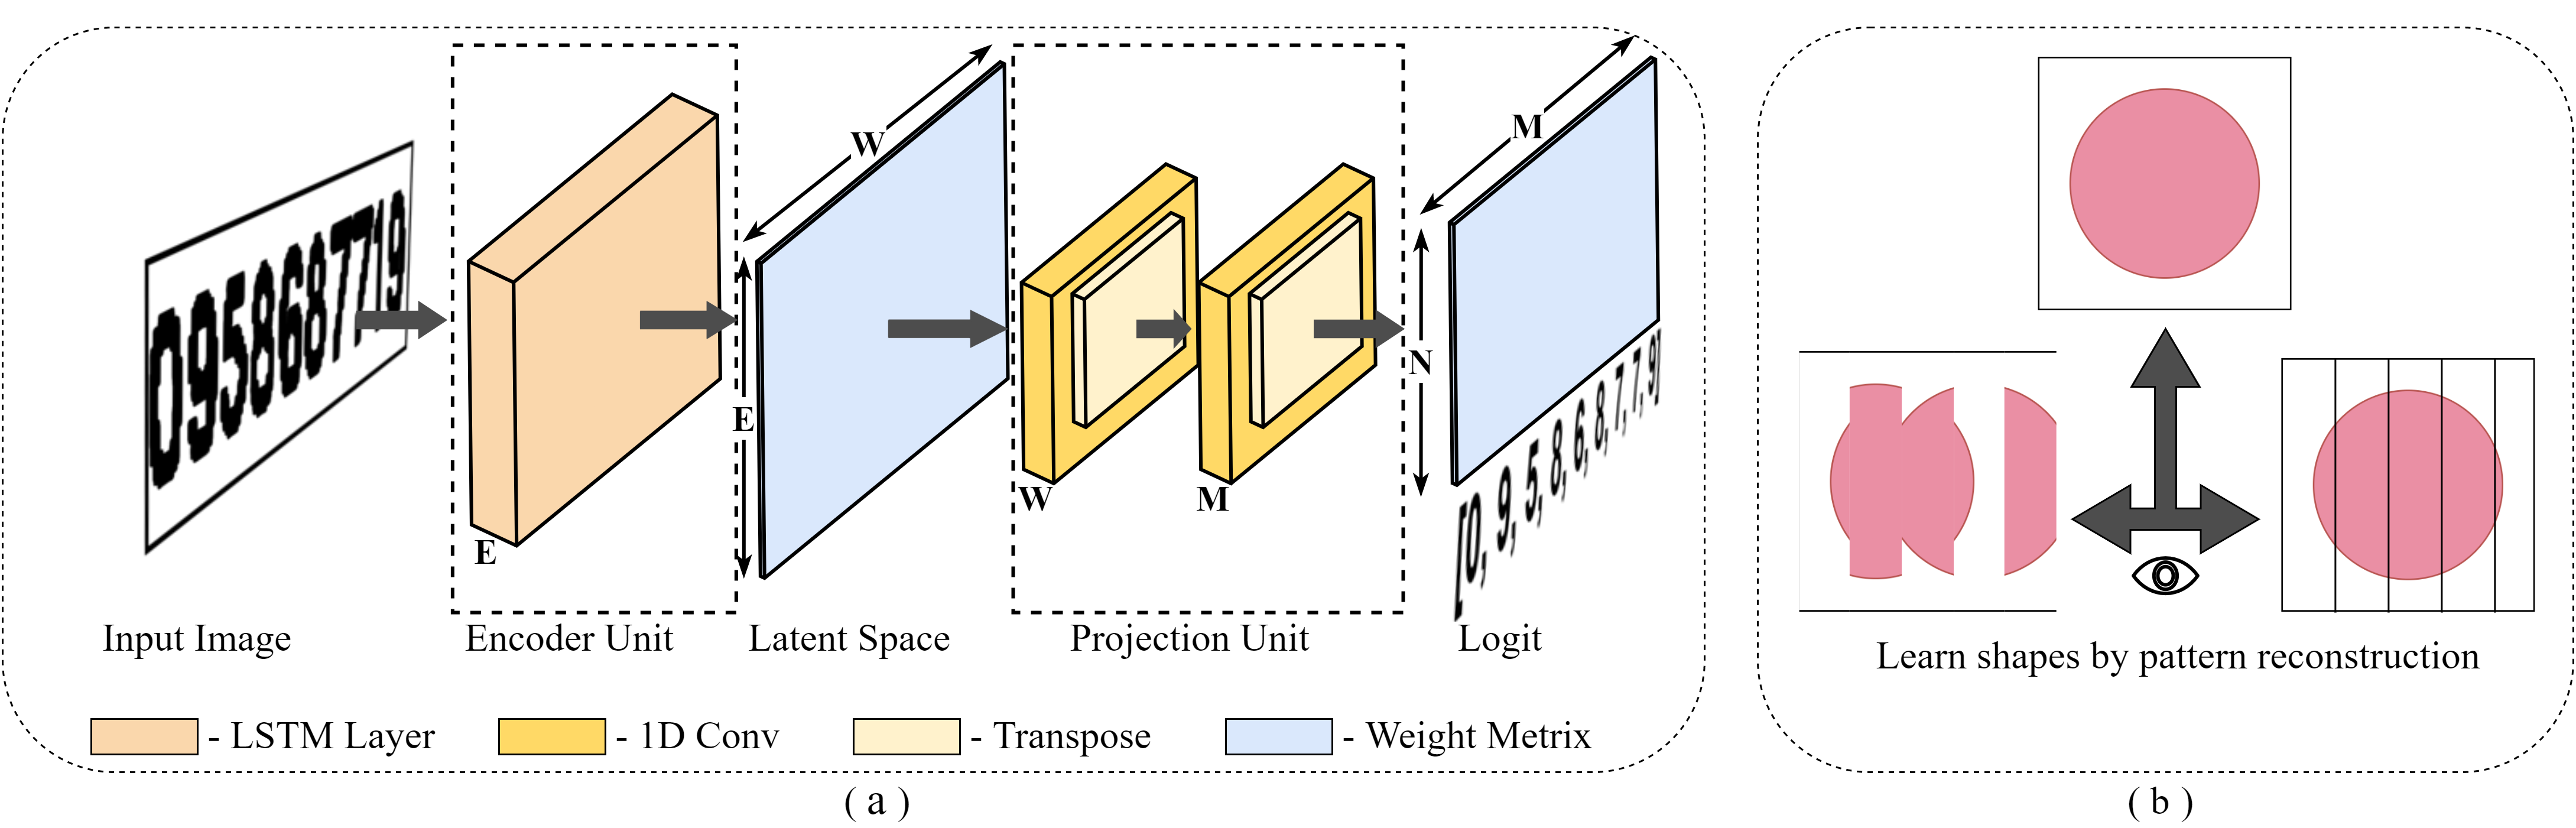 0958687719
W
E
E
W
M
M
N
[0, 9, 5, 8, 6, 8, 7, 7, 9]
Input Image
Encoder Unit
Latent Space
Projection Unit
Logit
- LSTM Layer
- 1D Conv
- Transpose
- Weight Metrix
( a )
Learn shapes by pattern reconstruction
( b )